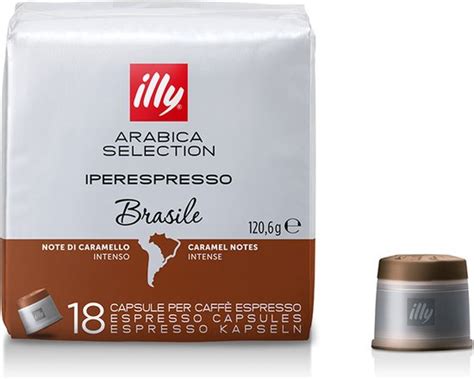 illy
ARABICA
SELECTION
IPERESPRESSO
Brasile
120,6g e
NOTE DI CARAMELLO
INTENSO
CARAMEL NOTES
INTENSE
18 CAPSULE PER CAFFÈ ESPRESSO
ESPRESSO CAPSULES
ESPRESSO KAPSELN
illy